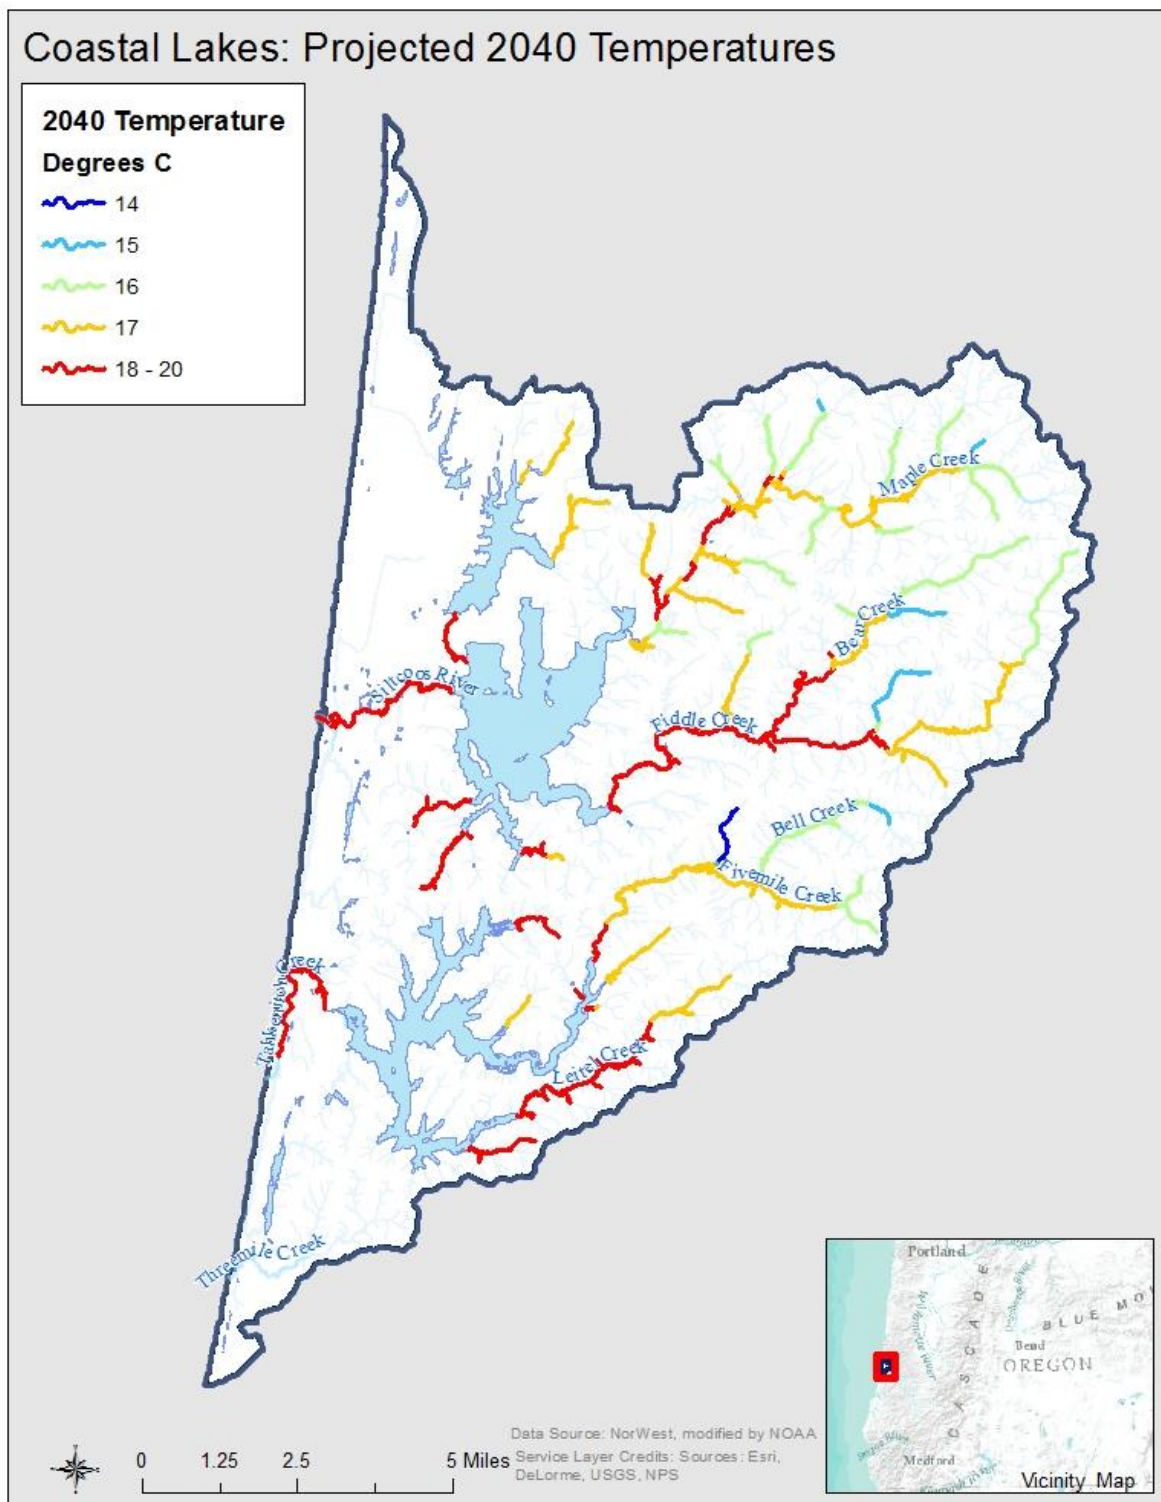 Coastal Lakes: Projected 2040 Temperatures
2040 Temperature
Degrees C
14
15
16
17
18 - 20
Maple Creek
Bear Creek
Siltcoos River
Fiddle Creek
Bell Creek
Fivemile Creek
Tahkenitch Creek
Leitel Creek
Threemile Creek
Portland
CASCADE
BLUE MO
Bend
OREGON
Medford
Vicinity Map
0 1.25 2.5 5 Miles
Data Source: NorWest, modified by NOAA
Service Layer Credits: Sources: Esri,
DeLorme, USGS, NPS